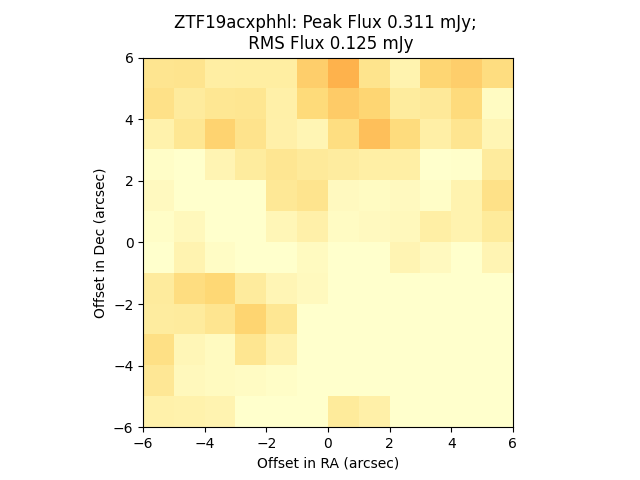 ZTF19acxphhl: Peak Flux 0.311 mJy;
RMS Flux 0.125 mJy
6
4
2
0
−2
−4
−6
Offset in Dec (arcsec)
−6 −4 −2 0 2 4 6
Offset in RA (arcsec)